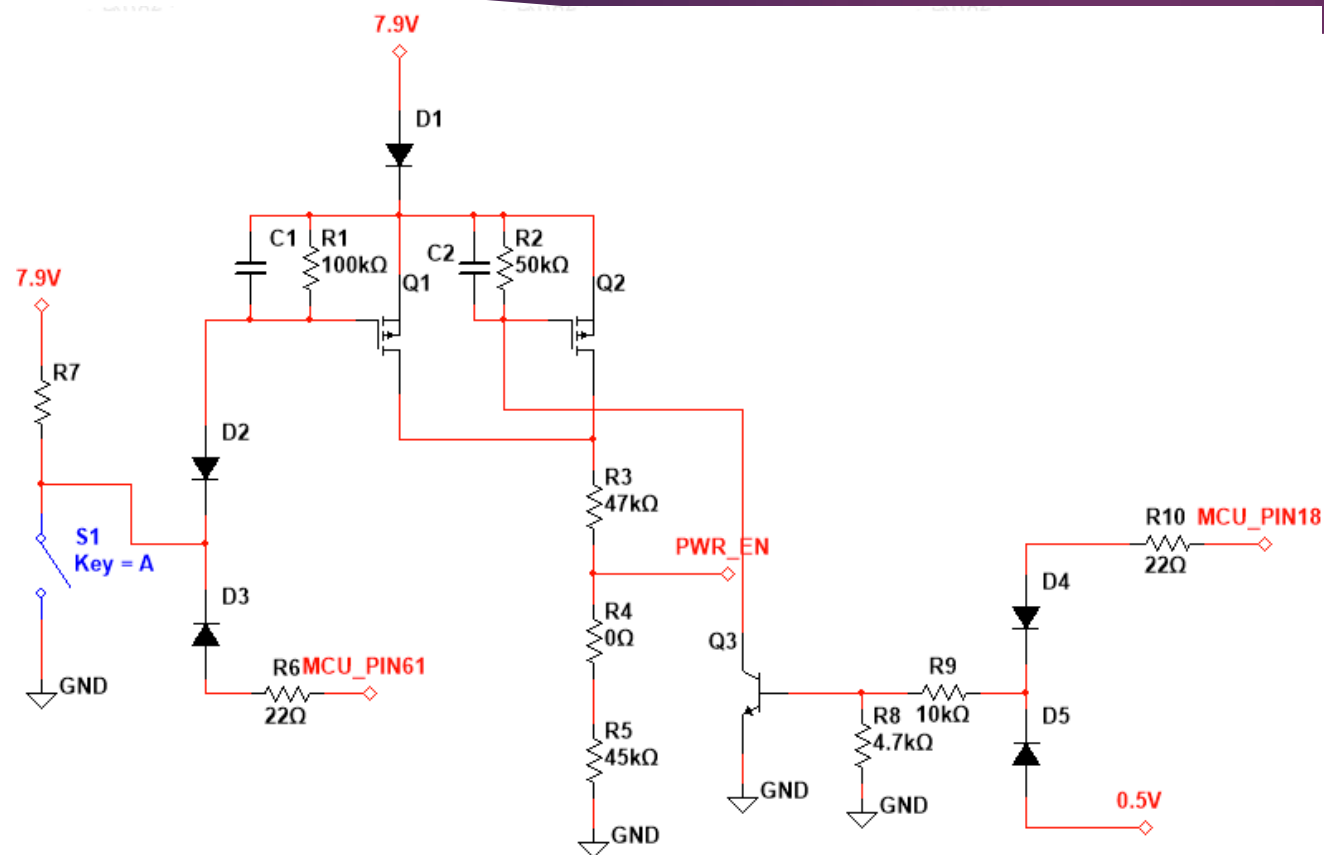 7.9V
D1
C1
R1
100kΩ
Q1
C2
R2
50kΩ
Q2
7.9V
R7
D2
S1
Key = A
D3
R6
MCU_PIN61
22Ω
GND
R3
47kΩ
PWR_EN
R4
0Ω
R5
45kΩ
GND
Q3
GND
R8
4.7kΩ
GND
R9
10kΩ
R10
MCU_PIN18
22Ω
D4
D5
0.5V